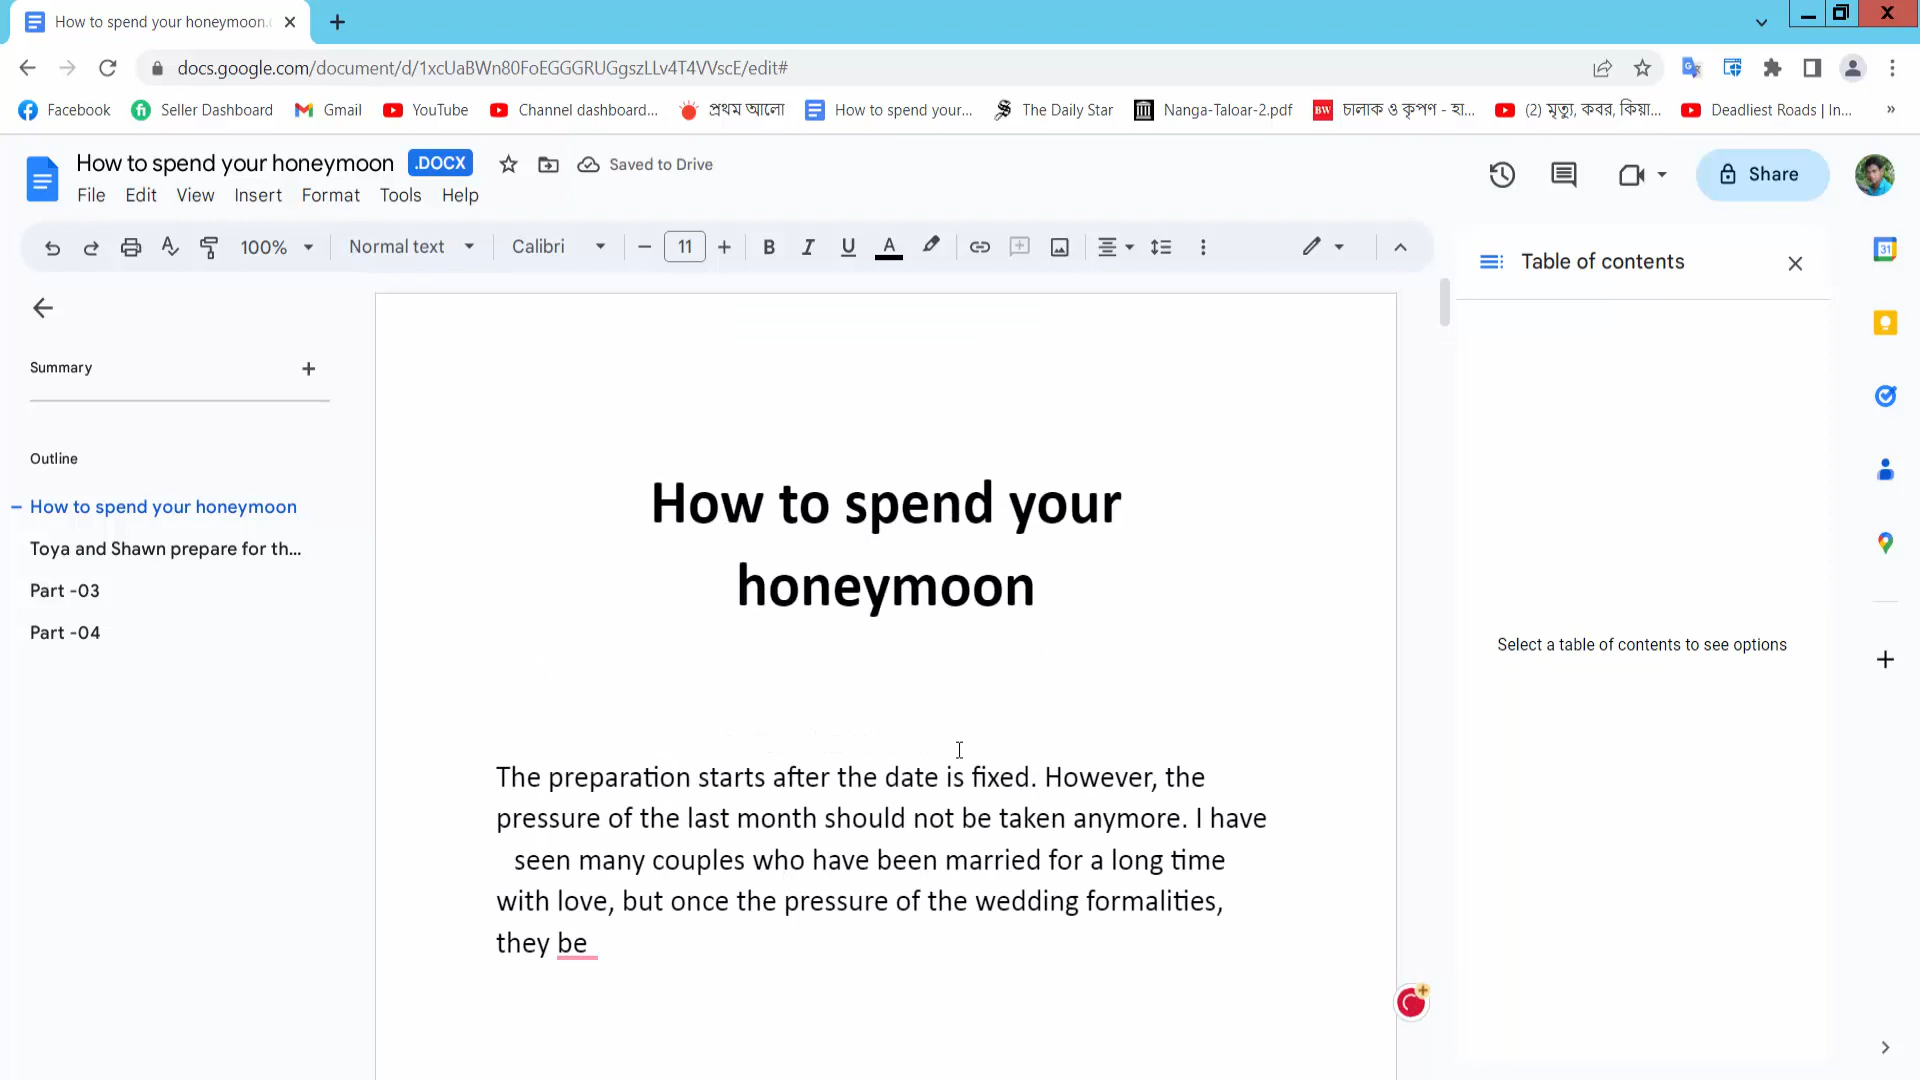 How to spend your honeymoon.
docs.google.com/document/d/1xcUaBWn80FoEGGGRUGgszLLv4T4VVscE/edit#
Facebook Seller Dashboard Gmail YouTube Channel dashboard... প্রথম আলো How to spend your... The Daily Star Nanga-Taloar-2.pdf BW চালাক ও কৃপণ - হা... (2) মৃত্যু, কবর, কিয়া... Deadliest Roads | In... »
How to spend your honeymoon .DOCX Saved to Drive
File Edit View Insert Format Tools Help
Share
100% Normal text Calibri 11
Table of contents
31
Summary
Outline
How to spend your honeymoon
Toya and Shawn prepare for th...
Part -03
Part -04
How to spend your
honeymoon
The preparation starts after the date is fixed. However, the
pressure of the last month should not be taken anymore. I have
seen many couples who have been married for a long time
with love, but once the pressure of the wedding formalities,
they be
Select a table of contents to see options